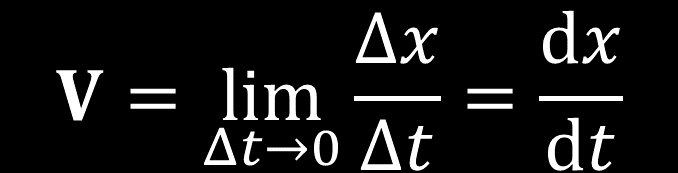 V = lim Δt→0 Δx/Δt = dx/dt